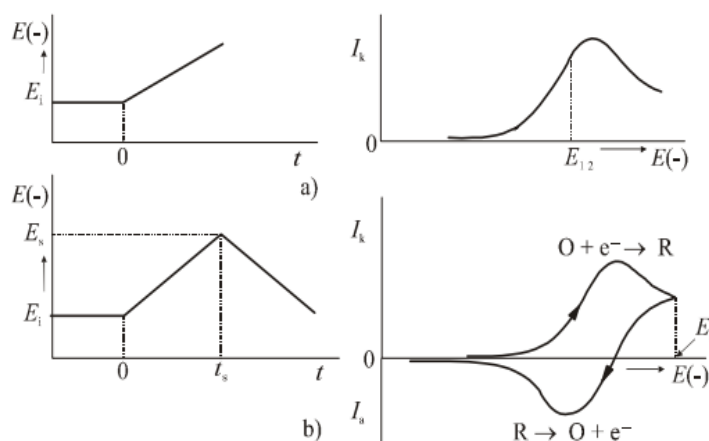 E(-)
E_i
0
t
a)
I_k
0
E_1 2
E(-)
E(-)
E_s
E_i
0
t_s
t
b)
I_k
O + e⁻ → R
E
0
E(-)
I_a
R → O + e⁻